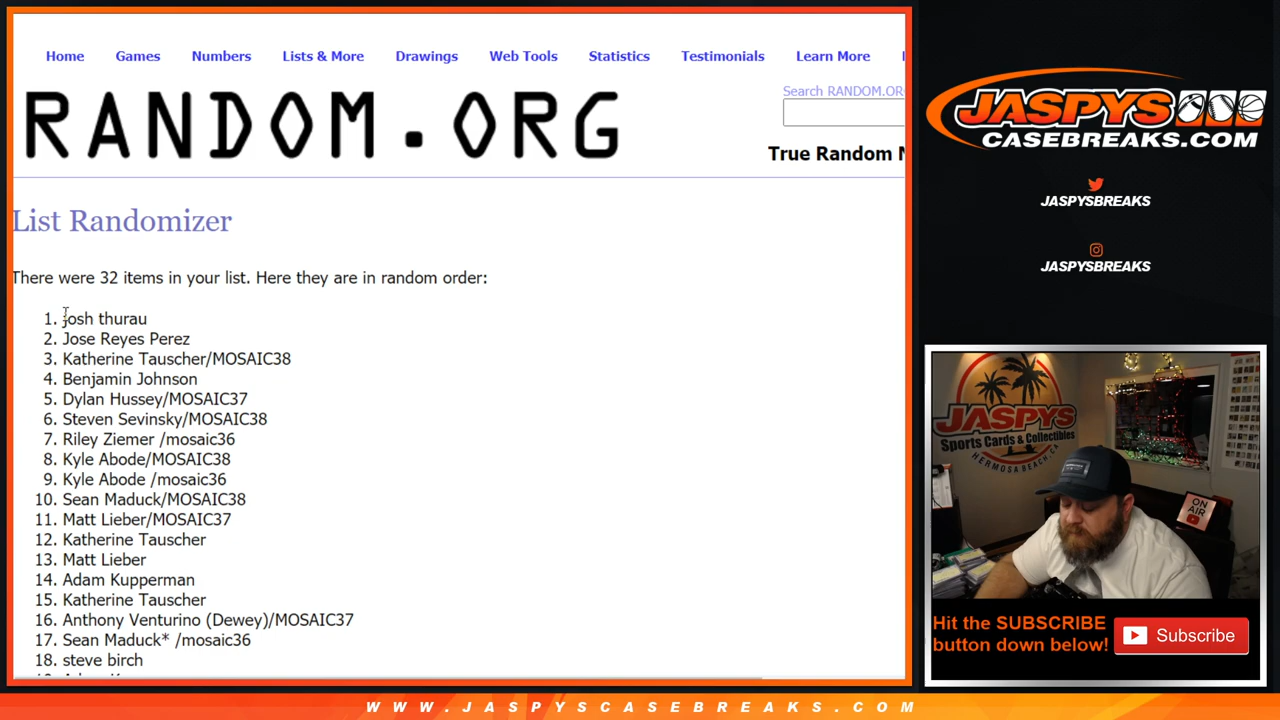 Home Games Numbers Lists & More Drawings Web Tools Statistics Testimonials Learn More
Search RANDOM.OR
RANDOM.ORG
True Random
List Randomizer
There were 32 items in your list. Here they are in random order:
1. Josh thurau
2. Jose Reyes Perez
3. Katherine Tauscher/MOSAIC38
4. Benjamin Johnson
5. Dylan Hussey/MOSAIC37
6. Steven Sevinsky/MOSAIC38
7. Riley Ziemer /mosaic36
8. Kyle Abode/MOSAIC38
9. Kyle Abode /mosaic36
10. Sean Maduck/MOSAIC38
11. Matt Lieber/MOSAIC37
12. Katherine Tauscher
13. Matt Lieber
14. Adam Kupperman
15. Katherine Tauscher
16. Anthony Venturino (Dewey)/MOSAIC37
17. Sean Maduck* /mosaic36
18. steve birch
JASPYS
CASEBREAKS.COM
JASPYSBREAKS
JASPYSBREAKS
JASPYS
Sports Cards & Collectibles
HERMOSA BEACH, CA
ON
AIR
Hit the SUBSCRIBE
button down below!
Subscribe
WWW.JASPYSCASEBREAKS.COM